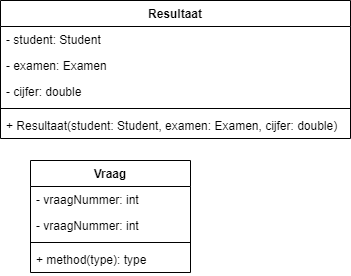 Resultaat
- student: Student
- examen: Examen
- cijfer: double
+ Resultaat(student: Student, examen: Examen, cijfer: double)
Vraag
- vraagNummer: int
- vraagNummer: int
+ method(type): type